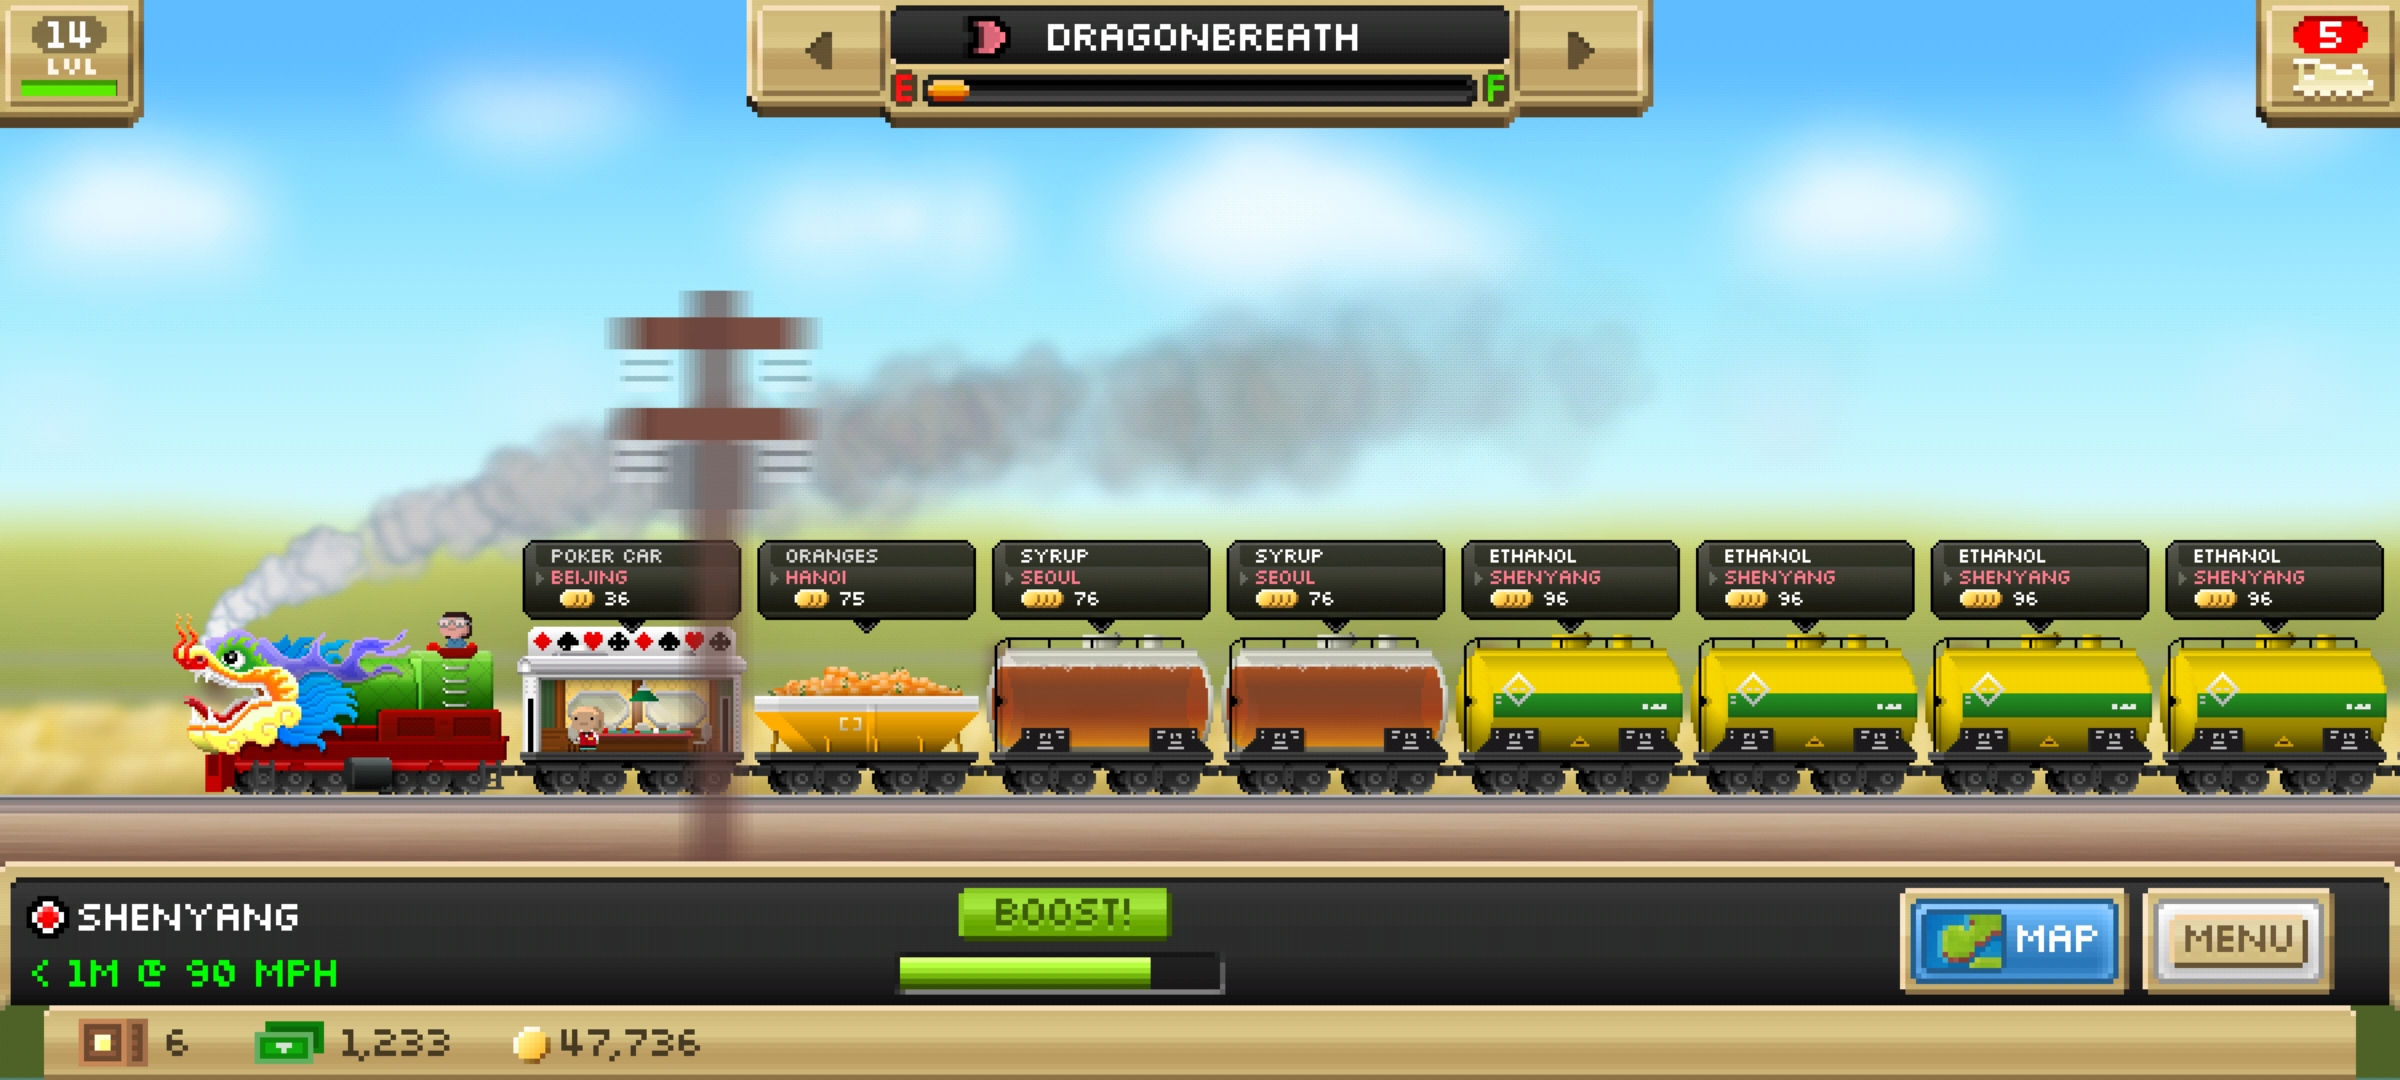 14
LVL
DRAGONBREATH
E F
5
POKER CAR
BEIJING
36
ORANGES
HANOI
75
SYRUP
SEOUL
76
SYRUP
SEOUL
76
ETHANOL
SHENYANG
96
ETHANOL
SHENYANG
96
ETHANOL
SHENYANG
96
ETHANOL
SHENYANG
96
SHENYANG
< 1M @ 90 MPH
BOOST!
MAP
MENU
6
1,233
47,736